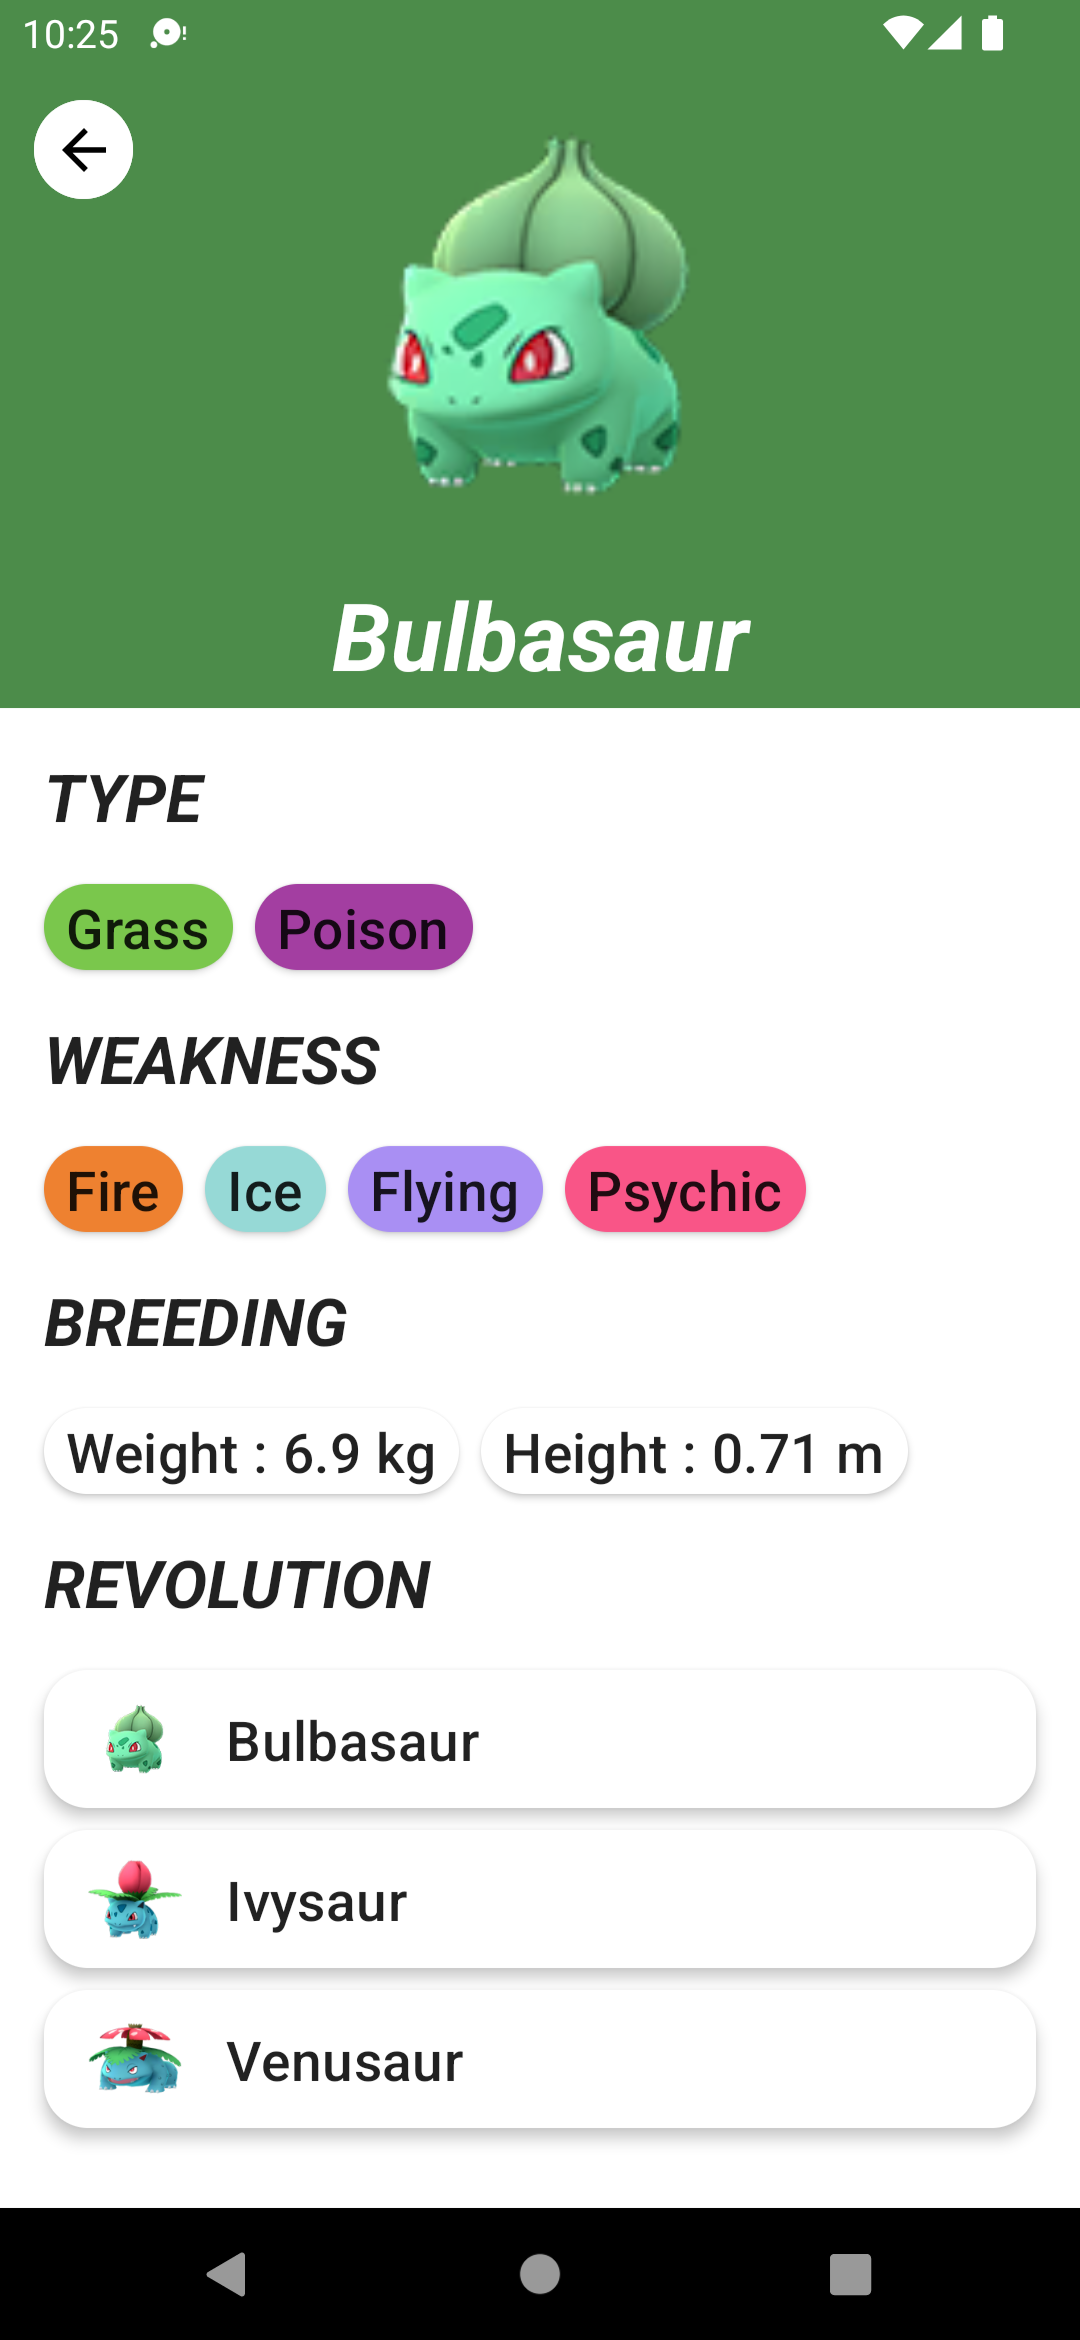 10:25
Bulbasaur
TYPE
Grass Poison
WEAKNESS
Fire Ice Flying Psychic
BREEDING
Weight : 6.9 kg Height : 0.71 m
REVOLUTION
Bulbasaur
Ivysaur
Venusaur